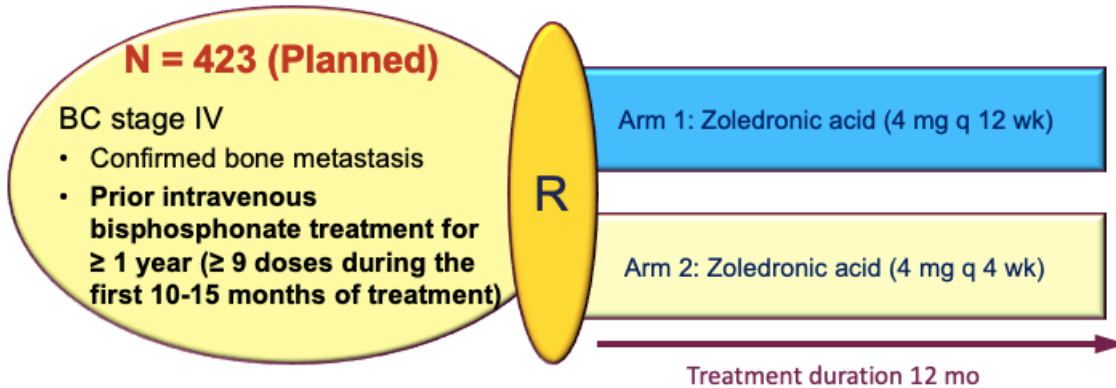 N = 423 (Planned)
BC stage IV
• Confirmed bone metastasis
• Prior intravenous
bisphosphonate treatment for
≥ 1 year (≥ 9 doses during the
first 10-15 months of treatment)
R
Arm 1: Zoledronic acid (4 mg q 12 wk)
Arm 2: Zoledronic acid (4 mg q 4 wk)
Treatment duration 12 mo